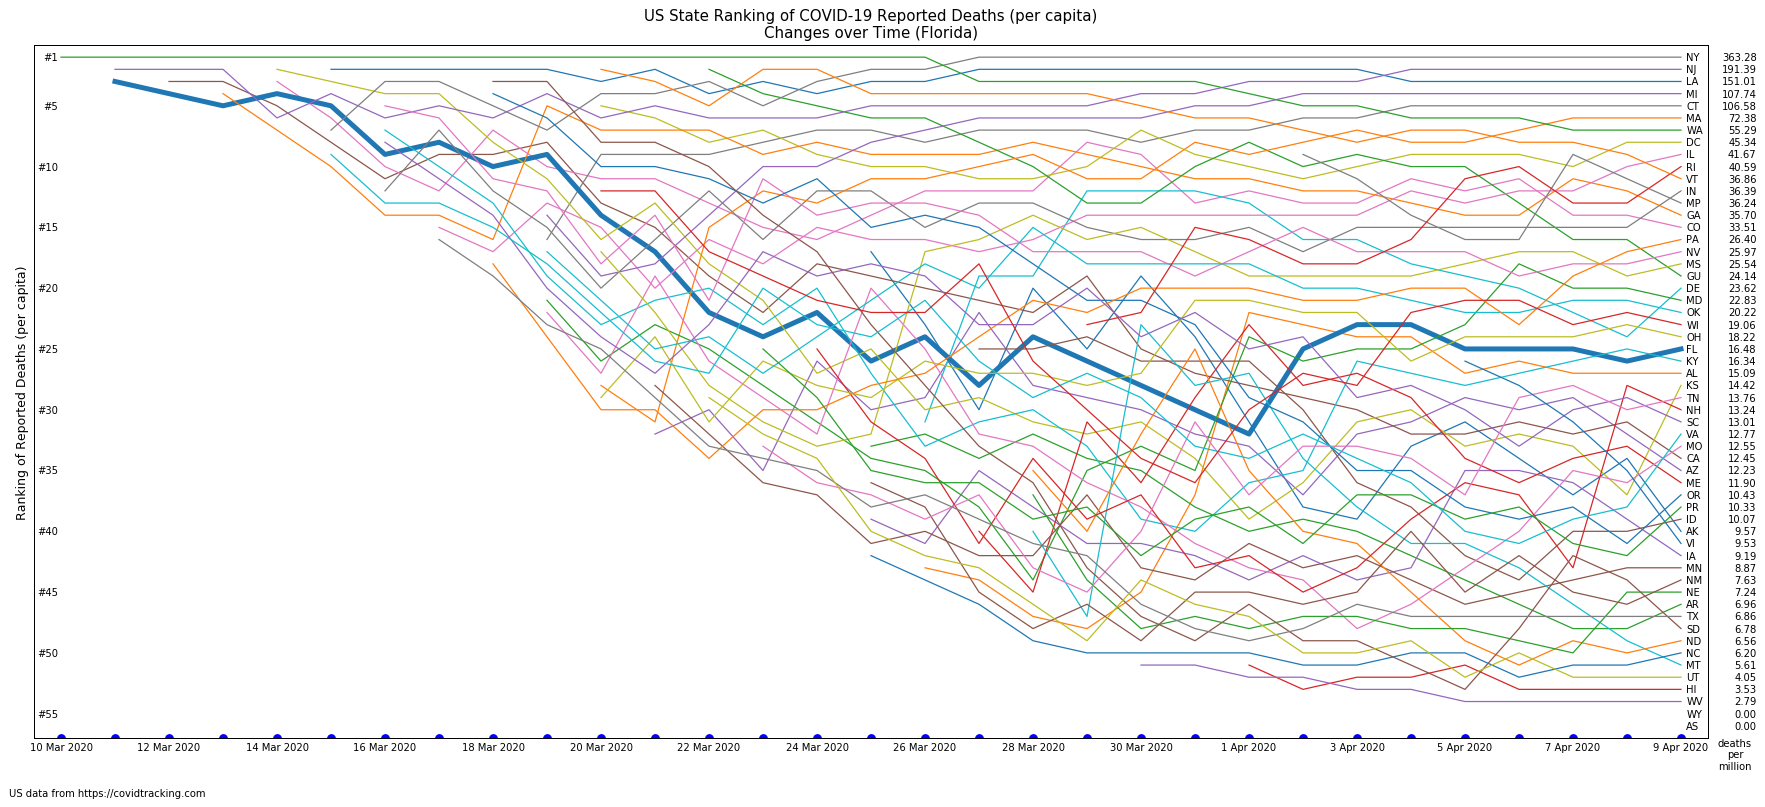 US State Ranking of COVID-19 Reported Deaths (per capita)
Changes over Time (Florida)
Ranking of Reported Deaths (per capita)
#1
#5
#10
#15
#20
#25
#30
#35
#40
#45
#50
#55
NY 363.28
NJ 191.39
LA 151.01
MI 107.74
CT 106.58
MA 72.38
WA 55.29
DC 45.34
IL 41.67
RI 40.59
VT 36.86
IN 36.39
MP 36.24
GA 35.70
CO 33.51
PA 26.40
NV 25.97
MS 25.54
GU 24.14
DE 23.62
MD 22.83
OK 20.22
WI 19.06
OH 18.22
FL 16.48
KY 16.34
AL 15.09
KS 14.42
TN 13.76
NH 13.24
SC 13.01
VA 12.77
MO 12.55
CA 12.45
AZ 12.23
ME 11.90
OR 10.43
PR 10.33
ID 10.07
AK 9.57
VI 9.53
IA 9.19
MN 8.87
NM 7.63
NE 7.24
AR 6.96
TX 6.86
SD 6.78
ND 6.56
NC 6.20
MT 5.61
UT 4.05
HI 3.53
WV 2.79
WY 0.00
AS 0.00
10 Mar 2020 12 Mar 2020 14 Mar 2020 16 Mar 2020 18 Mar 2020 20 Mar 2020 22 Mar 2020 24 Mar 2020 26 Mar 2020 28 Mar 2020 30 Mar 2020 1 Apr 2020 3 Apr 2020 5 Apr 2020 7 Apr 2020 9 Apr 2020
deaths
per
million
US data from https://covidtracking.com